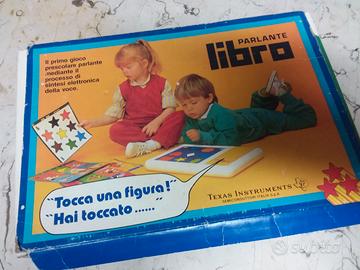 PARLANTE
libro
Il primo gioco
prescolare parlante
mediante il
processo di
sintesi elettronica
della voce.
"Tocca una figura!"
"Hai toccato ......"
TEXAS INSTRUMENTS
SEMICONDUTTORI ITALIA S.p.A.
subito